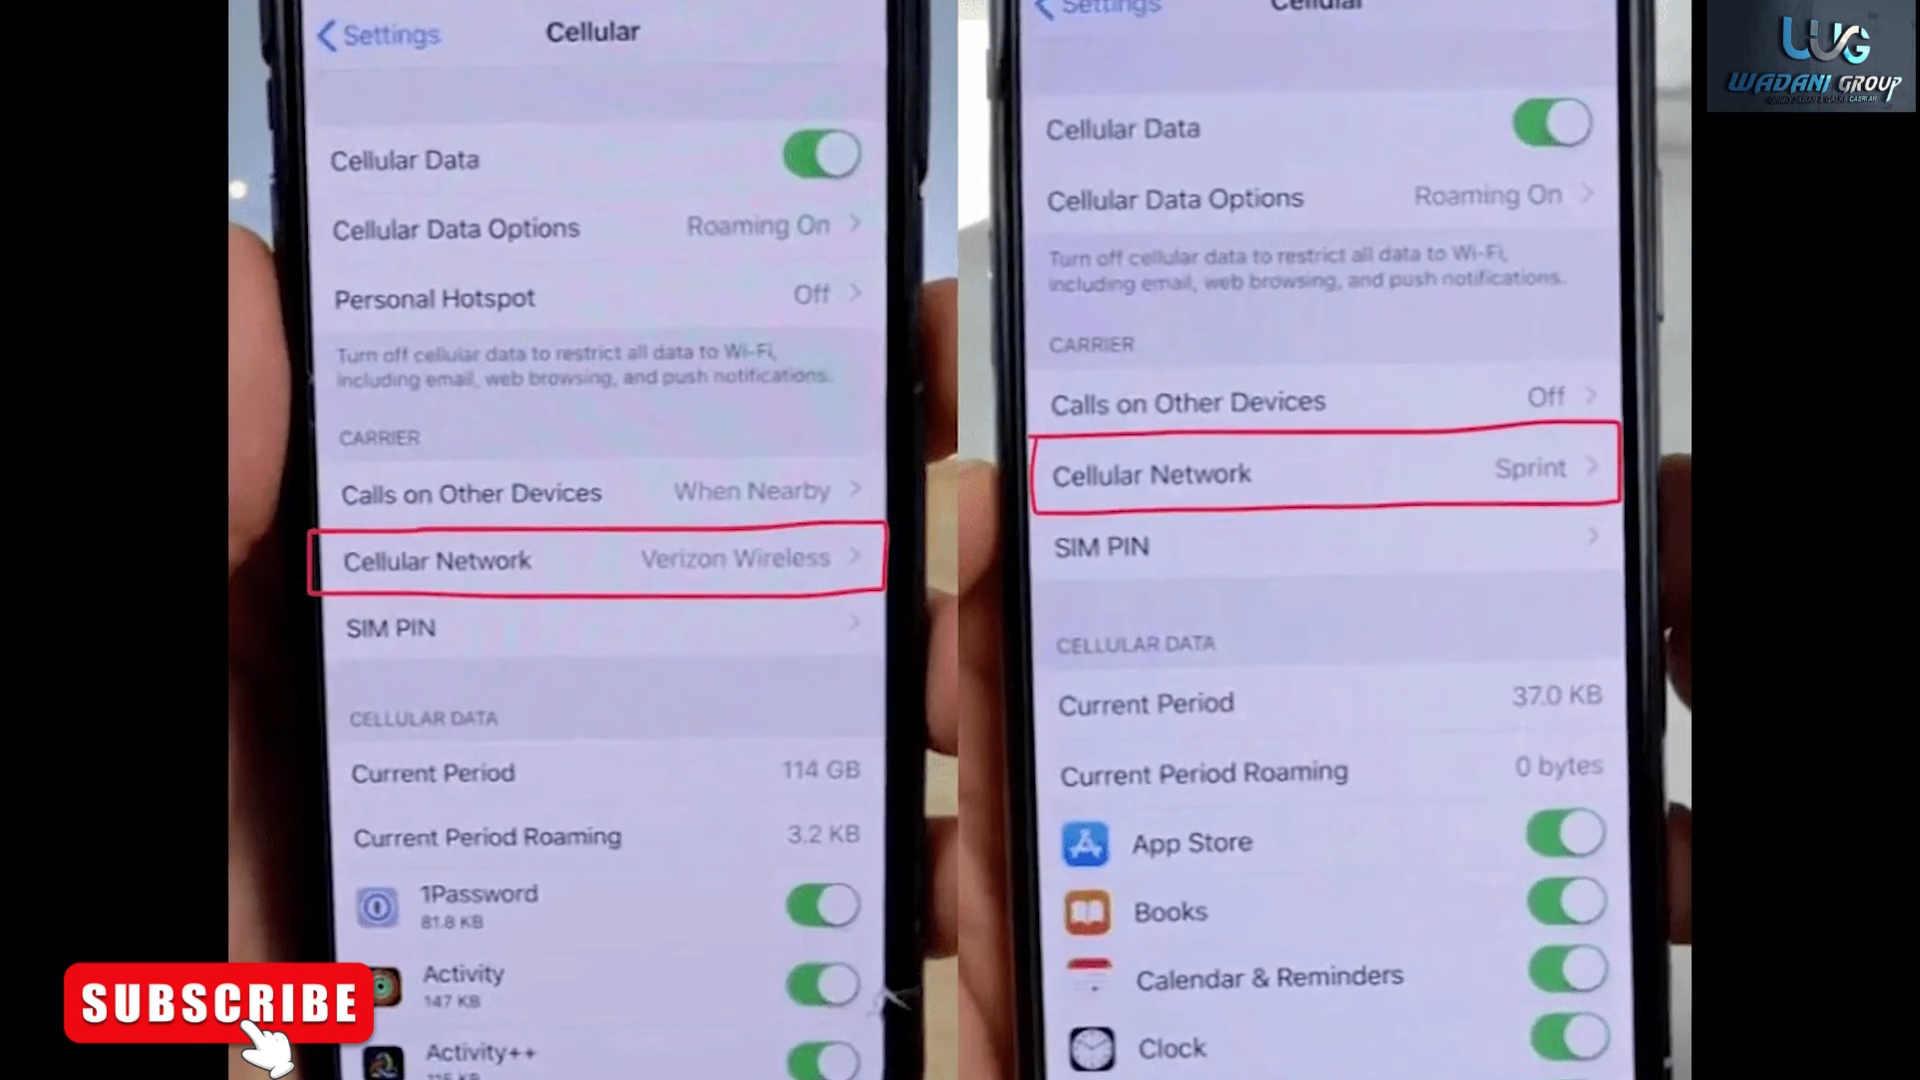 Settings
Cellular
Cellular Data
Cellular Data Options
Roaming On
Personal Hotspot
Off
Turn off cellular data to restrict all data to Wi-Fi,
including email, web browsing, and push notifications.
CARRIER
Calls on Other Devices
When Nearby
Cellular Network
Verizon Wireless
SIM PIN
CELLULAR DATA
Current Period
114 GB
Current Period Roaming
3.2 KB
1Password
81.8 KB
Activity
147 KB
Activity++
SUBSCRIBE
Settings
Cellular
Cellular Data
Cellular Data Options
Roaming On
Turn off cellular data to restrict all data to Wi-Fi,
including email, web browsing, and push notifications.
CARRIER
Calls on Other Devices
Off
Cellular Network
Sprint
SIM PIN
CELLULAR DATA
Current Period
37.0 KB
Current Period Roaming
0 bytes
App Store
Books
Calendar & Reminders
Clock
WADANI GROUP